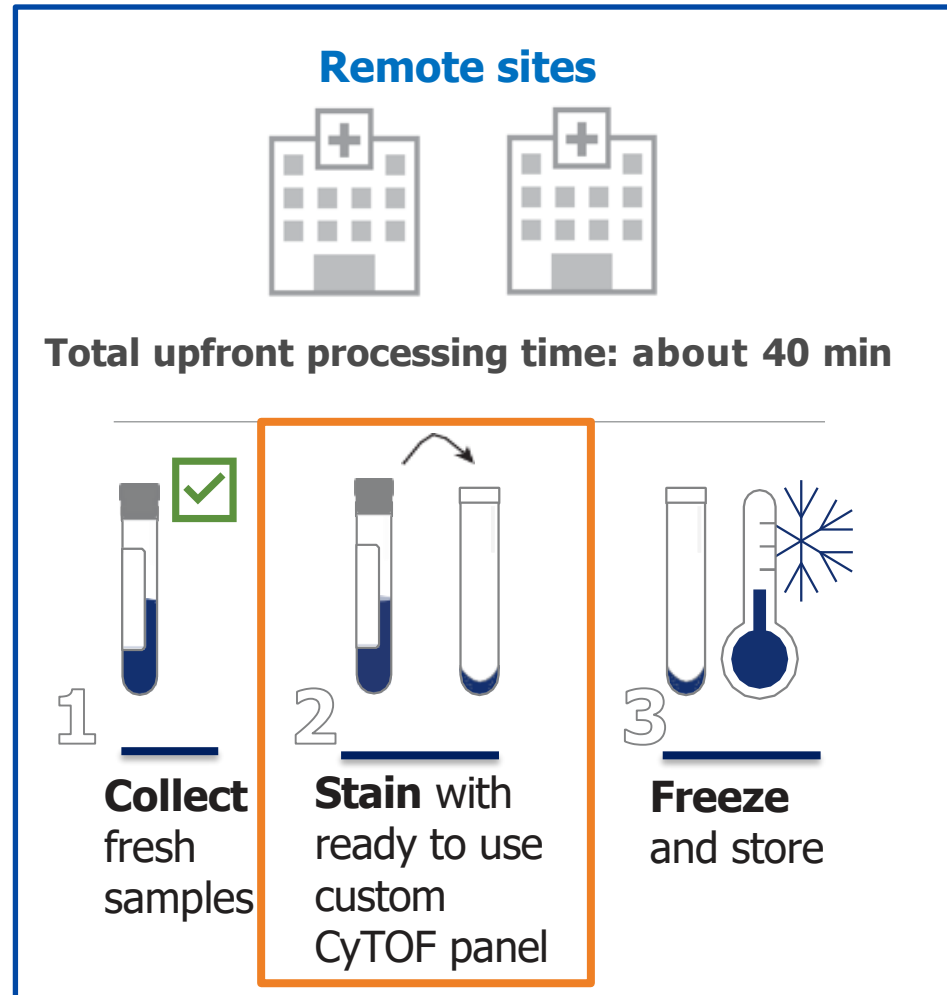 Remote sites
Total upfront processing time: about 40 min
1
Collect
fresh
samples
2
Stain with
ready to use
custom
CyTOF panel
3
Freeze
and store